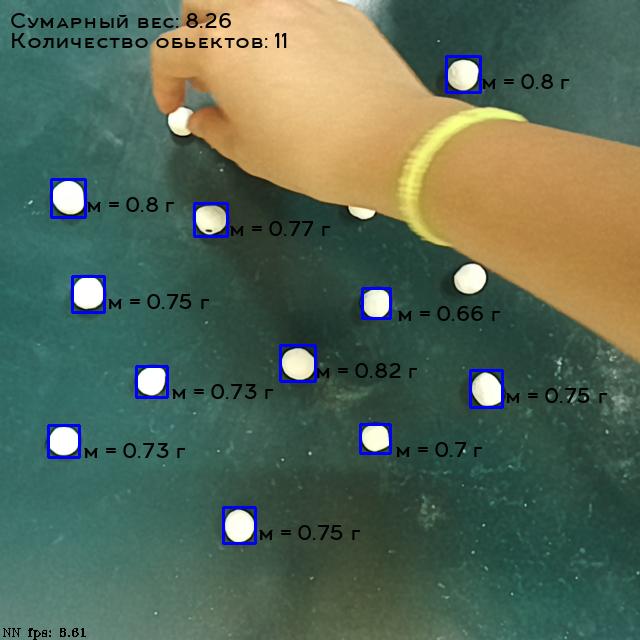 Сумарный вес: 8.26
Количество обьектов: 11
м = 0.8 г
м = 0.8 г
м = 0.77 г
м = 0.75 г
м = 0.66 г
м = 0.82 г
м = 0.73 г
м = 0.75 г
м = 0.73 г
м = 0.7 г
м = 0.75 г
NN fps: 8.61